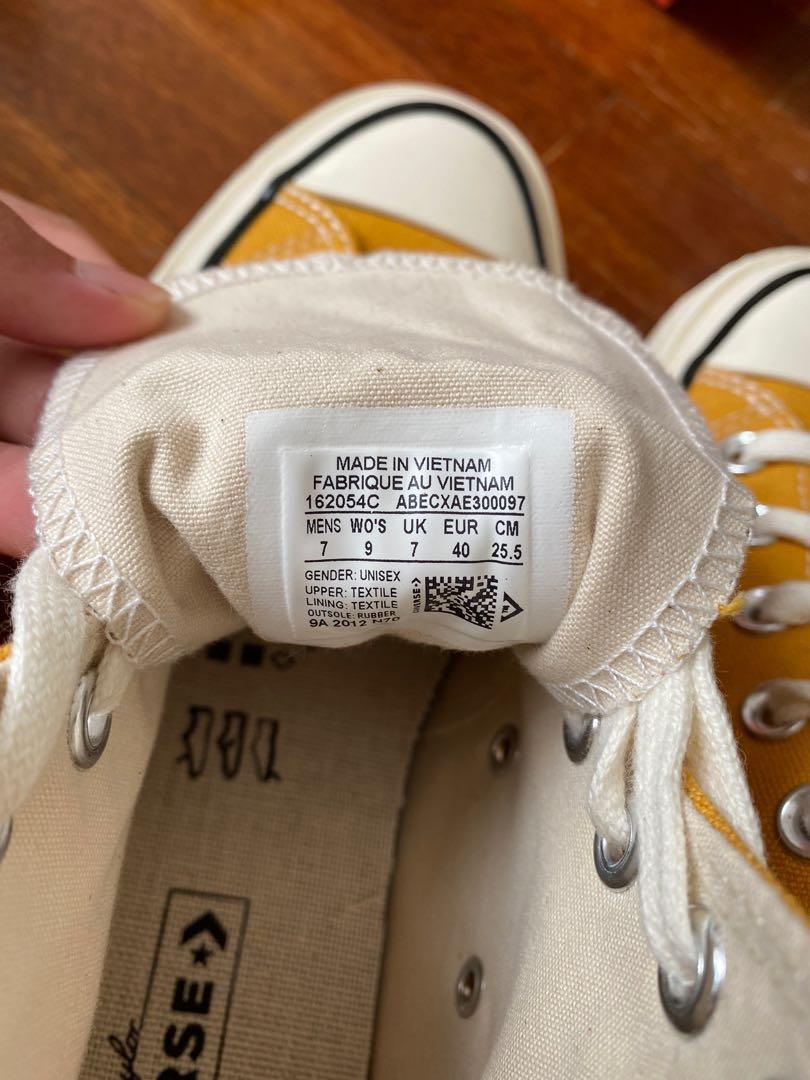 MADE IN VIETNAM
FABRIQUE AU VIETNAM
162054C ABECXAE300097
MENS WO'S UK EUR CM
7 9 7 40 25.5
GENDER: UNISEX
UPPER: TEXTILE
LINING: TEXTILE
OUTSOLE: RUBBER
9A 2012 N70